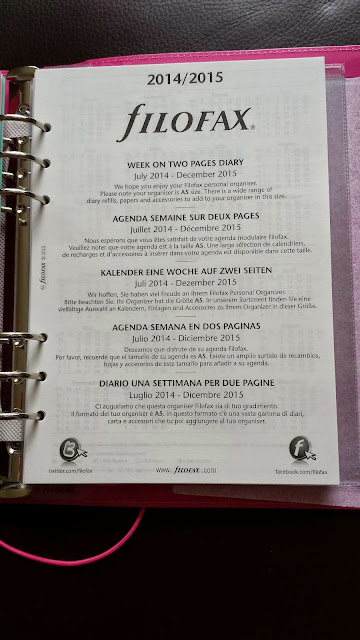 2014/2015
fILOFAX®
WEEK ON TWO PAGES DIARY
July 2014 - December 2015
We hope you enjoy your Filofax personal organiser.
Please note your organiser is A5 size. There is a wide range of
diary refills, papers and accessories to add to your organiser in this size.
AGENDA SEMAINE SUR DEUX PAGES
Juillet 2014 - Décembre 2015
Nous espérons que vous êtes satisfait de votre agenda modulaire Filofax.
Veuillez noter que votre agenda est à la taille A5. Une large sélection de calendriers,
de recharges et d'accessoires à insérer dans votre agenda est disponible dans cette taille.
KALENDER EINE WOCHE AUF ZWEI SEITEN
Juli 2014 - Dezember 2015
Wir hoffen, Sie haben viel Freude an Ihrem Filofax Personal Organizer.
Bitte beachten Sie: Ihr Organizer hat die Größe A5. In unserem Sortiment finden Sie eine
vielfältige Auswahl an Kalendern, Einlagen und Accessoires zu Ihrem Organizer in dieser Größe.
AGENDA SEMANA EN DOS PAGINAS
Julio 2014 - Diciembre 2015
Deseamos que disfrute de su agenda Filofax.
Por favor, recuerde que el tamaño de su agenda es A5. Existe un amplio surtido de recambios,
hojas y accesorios de este tamaño para añadir a su agenda.
DIARIO UNA SETTIMANA PER DUE PAGINE
Luglio 2014 - Dicembre 2015
Ci auguriamo che questa organiser Filofax sia di tuo gradimento.
Il formato del tuo organiser è A5. In questo formato c'è una vasta gamma di diari,
carta e accessori che tu poi aggiungere al tuo organiser.
twitter.com/filofax
www.fILOFAX.com
facebook.com/filofax
© fILOFAX ©